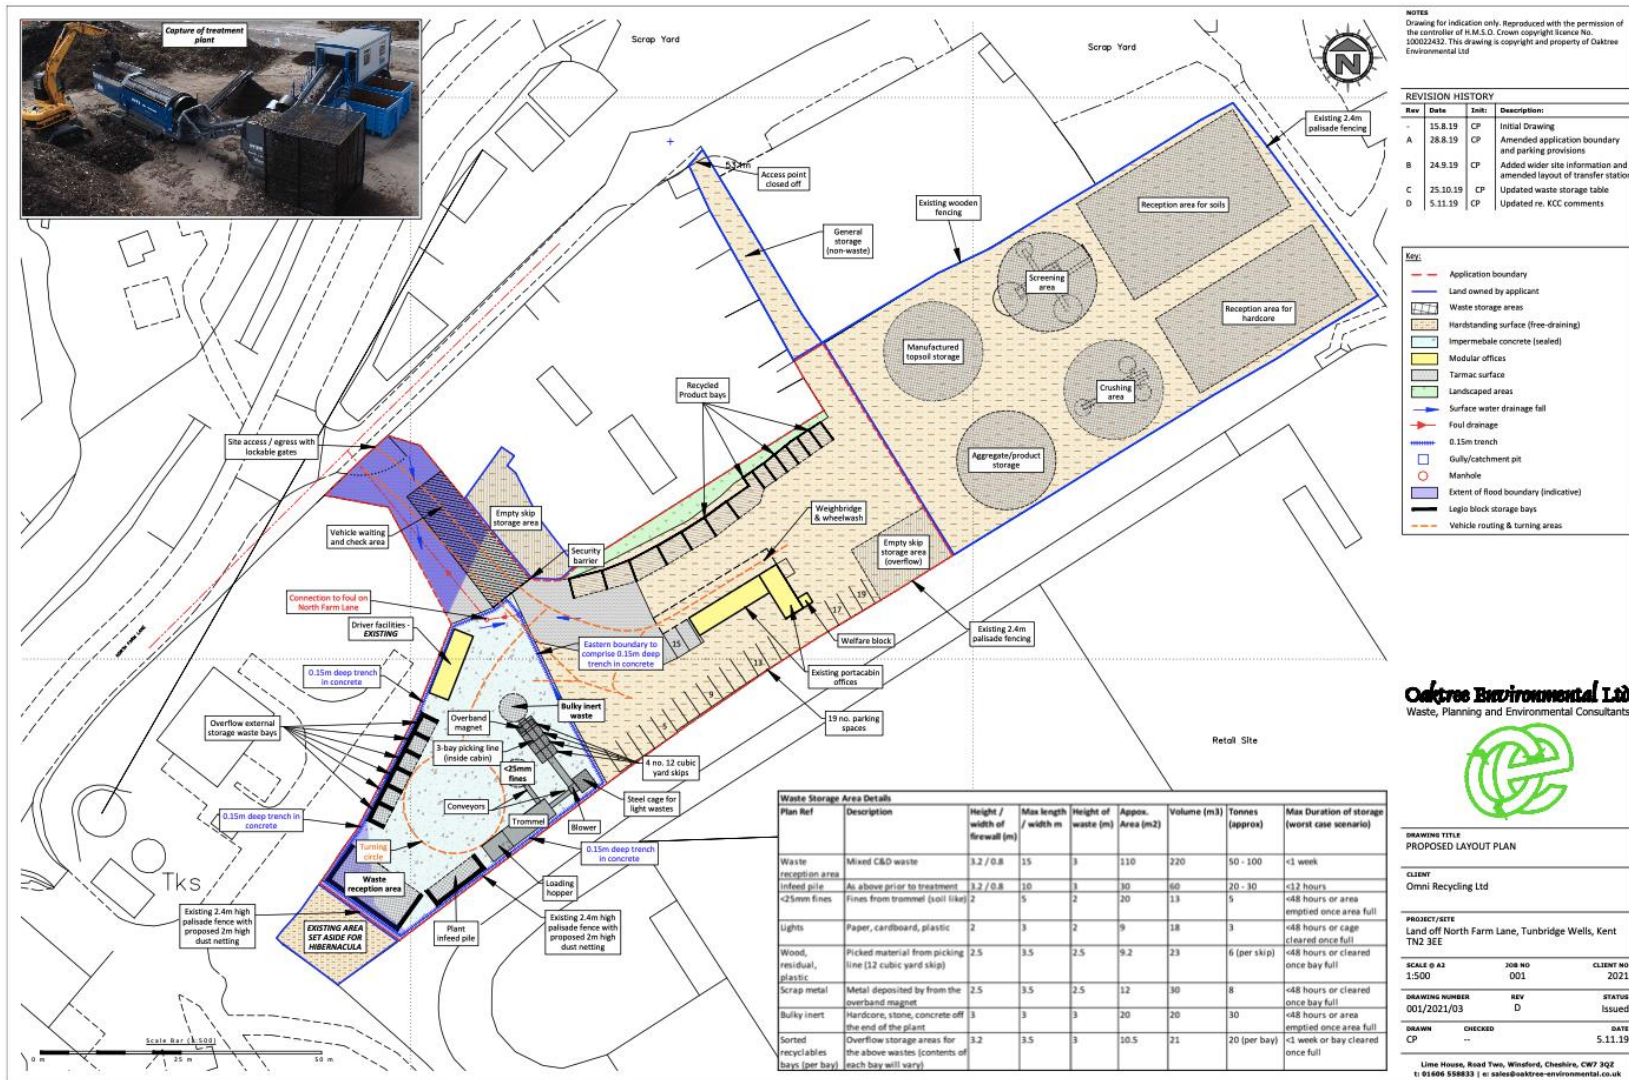 Capture of treatment
plant
Scrap Yard
Scrap Yard
N
Existing 2.4m
palisade fencing
Access point
closed off
Existing wooden
fencing
Reception area for soils
General
storage
(non-waste)
Screening
area
Reception area for
hardcore
Manufactured
topsoil storage
Crushing
area
Recycled
Product bays
Aggregate/product
storage
Site access / egress with
lockable gates
Vehicle waiting
and check area
Empty skip
storage area
Weighbridge
& wheelwash
Security
barrier
Empty skip
storage area
(overflow)
Connection to foul on
North Farm Lane
Driver facilities -
EXISTING
NORTH FARM LANE
Eastern boundary to
comprise 0.15m deep
trench in concrete
15
17
19
13
9
5
Welfare block
Existing 2.4m
palisade fencing
0.15m deep trench
in concrete
Existing portacabin
offices
Bulky inert
waste
Overflow external
storage waste bays
Overband
magnet
19 no. parking
spaces
3-bay picking line
(inside cabin)
4 no. 12 cubic
yard skips
<25mm
fines
Retail Site
Conveyors
Steel cage for
light wastes
0.15m deep trench in
concrete
Trommel
Blower
Turning
circle
0.15m deep trench
in concrete
Waste
reception area
Tks
Loading
hopper
Existing 2.4m high
palisade fence with
proposed 2m high
dust netting
EXISTING AREA
SET ASIDE FOR
HIBERNACULA
Plant
infeed pile
Existing 2.4m high
palisade fence with
proposed 2m high
dust netting
Scale Bar (1:500)
0 m 25 m 50 m
Waste Storage Area Details
Plan Ref Description Height / width of firewall (m) Max length / width m Height of waste (m) Appox. Area (m2) Volume (m3) Tonnes (approx) Max Duration of storage (worst case scenario)
Waste reception area Mixed C&D waste 3.2 / 0.8 15 3 110 220 50 - 100 <1 week
Infeed pile As above prior to treatment 3.2 / 0.8 10 3 30 60 20 - 30 <12 hours
<25mm fines Fines from trommel (soil like) 2 5 2 20 13 5 <48 hours or area emptied once area full
Lights Paper, cardboard, plastic 2 3 2 9 18 3 <48 hours or cage cleared once full
Wood, residual, plastic Picked material from picking line (12 cubic yard skip) 2.5 3.5 2.5 9.2 23 6 (per skip) <48 hours or cleared once bay full
Scrap metal Metal deposited by from the overband magnet 2.5 3.5 2.5 12 30 8 <48 hours or cleared once bay full
Bulky inert Hardcore, stone, concrete off the end of the plant 3 3 3 20 20 30 <48 hours or area emptied once area full
Sorted recyclables bays (per bay) Overflow storage areas for the above wastes (contents of each bay will vary) 3.2 3.5 3 10.5 21 20 (per bay) <1 week or bay cleared once full
NOTES
Drawing for indication only. Reproduced with the permission of
the controller of H.M.S.O. Crown copyright licence No.
100022432. This drawing is copyright and property of Oaktree
Environmental Ltd
REVISION HISTORY
Rev Date Init: Description:
- 15.8.19 CP Initial Drawing
A 28.8.19 CP Amended application boundary
and parking provisions
B 24.9.19 CP Added wider site information and
amended layout of transfer station
C 25.10.19 CP Updated waste storage table
D 5.11.19 CP Updated re. KCC comments
Key:
Application boundary
Land owned by applicant
Waste storage areas
Hardstanding surface (free-draining)
Impermebale concrete (sealed)
Modular offices
Tarmac surface
Landscaped areas
Surface water drainage fall
Foul drainage
0.15m trench
Gully/catchment pit
Manhole
Extent of flood boundary (indicative)
Legio block storage bays
Vehicle routing & turning areas
Oaktree Environmental Ltd
Waste, Planning and Environmental Consultants
DRAWING TITLE
PROPOSED LAYOUT PLAN
CLIENT
Omni Recycling Ltd
PROJECT/SITE
Land off North Farm Lane, Tunbridge Wells, Kent
TN2 3EE
SCALE @ A2 JOB NO CLIENT NO
1:500 001 2021
DRAWING NUMBER REV STATUS
001/2021/03 D Issued
DRAWN CHECKED DATE
CP -- 5.11.19
Lime House, Road Two, Winsford, Cheshire, CW7 3QZ
t: 01606 558833 | e: sales@oaktree-environmental.co.uk